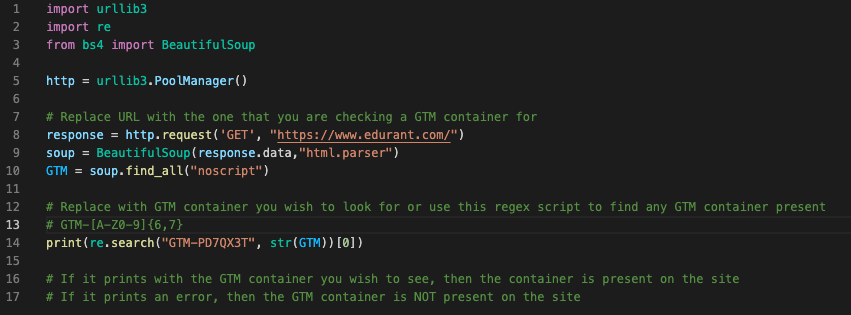 1 import urllib3
2 import re
3 from bs4 import BeautifulSoup
4
5 http = urllib3.PoolManager()
6
7 # Replace URL with the one that you are checking a GTM container for
8 response = http.request('GET', "https://www.edurant.com/")
9 soup = BeautifulSoup(response.data,"html.parser")
10 GTM = soup.find_all("noscript")
11
12 # Replace with GTM container you wish to look for or use this regex script to find any GTM container present
13 # GTM-[A-Z0-9]{6,7}
14 print(re.search("GTM-PD7QX3T", str(GTM))[0])
15
16 # If it prints with the GTM container you wish to see, then the container is present on the site
17 # If it prints an error, then the GTM container is NOT present on the site